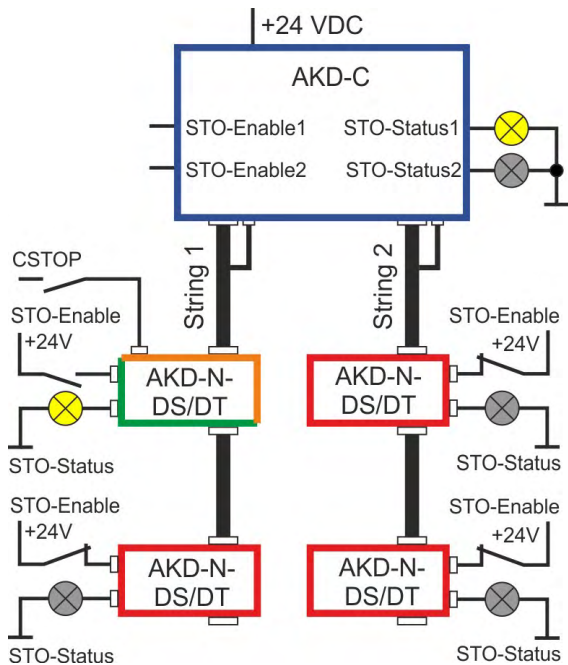 +24 VDC
AKD-C
STO-Enable1
STO-Status1
STO-Enable2
STO-Status2
String 1
String 2
CSTOP
STO-Enable
+24V
AKD-N-
DS/DT
STO-Status
STO-Enable
+24V
AKD-N-
DS/DT
STO-Status
STO-Enable
+24V
AKD-N-
DS/DT
STO-Status
STO-Enable
+24V
AKD-N-
DS/DT
STO-Status